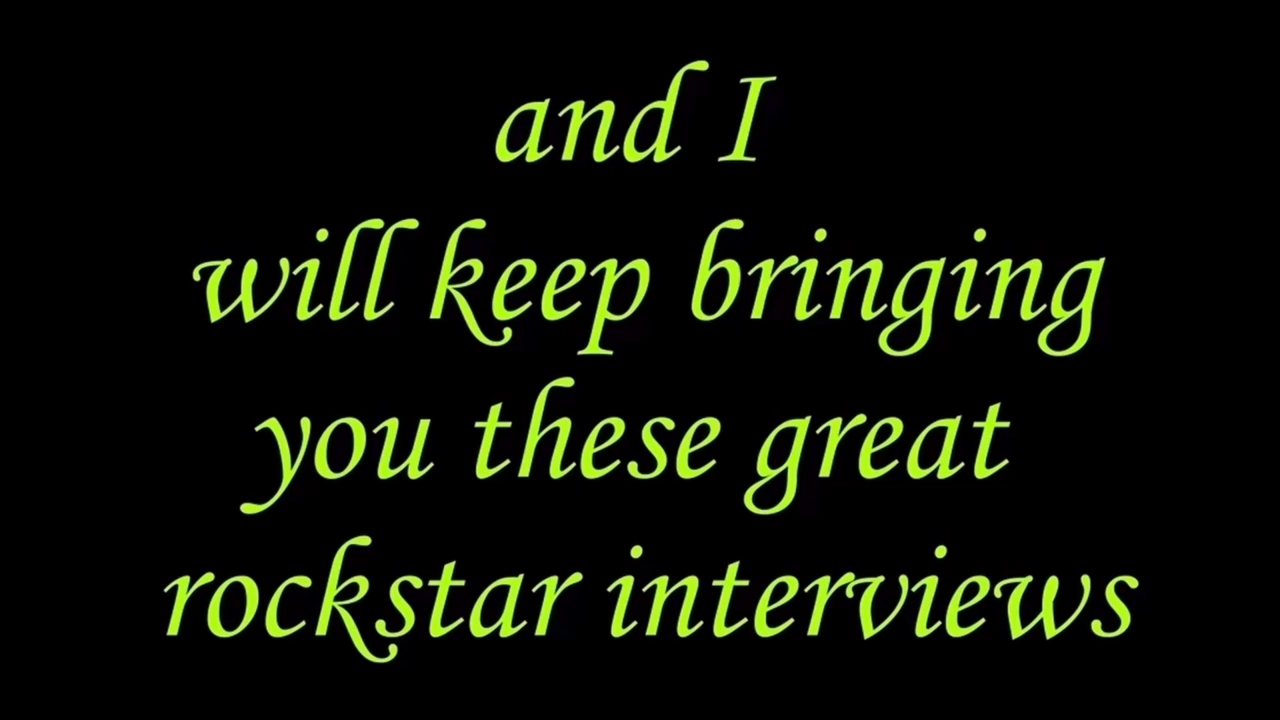 and I
will keep bringing
you these great
rockstar interviews